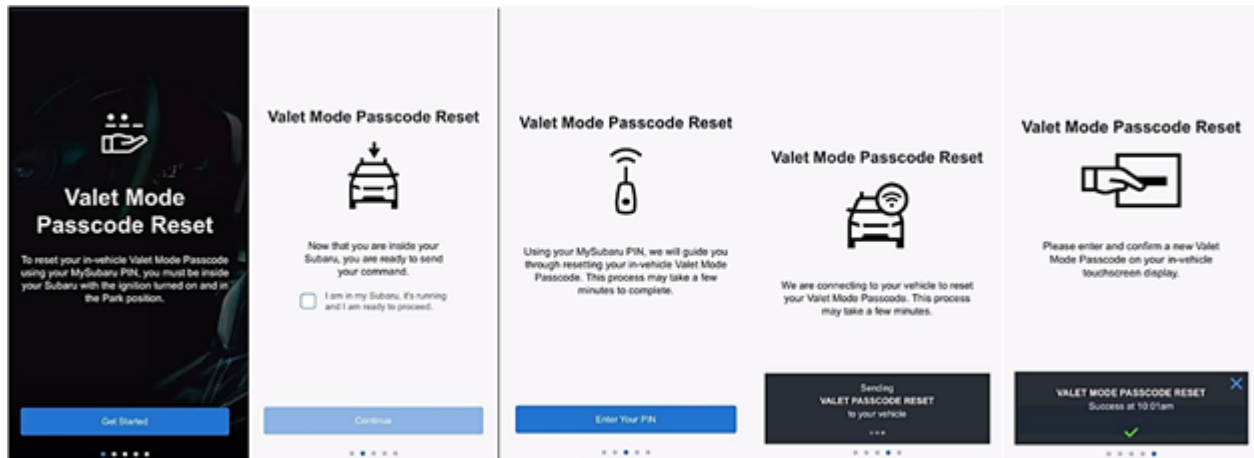 Valet Mode
Passcode Reset
To reset your in-vehicle Valet Mode Passcode
using your MySubaru PIN, you must be inside
your Subaru with the ignition turned on and in
the Park position.
Get Started
Valet Mode Passcode Reset
Now that you are inside your
Subaru, you are ready to send
your command.
I am in my Subaru, it's running
and I am ready to proceed.
Continue
Valet Mode Passcode Reset
Using your MySubaru PIN, we will guide you
through resetting your in-vehicle Valet Mode
Passcode. This process may take a few
minutes to complete.
Enter Your PIN
Valet Mode Passcode Reset
We are connecting to your vehicle to reset
your Valet Mode Passcode. This process
may take a few minutes.
Sending
VALET PASSCODE RESET
to your vehicle
Valet Mode Passcode Reset
Please enter and confirm a new Valet
Mode Passcode on your in-vehicle
touchscreen display.
VALET MODE PASSCODE RESET
Success at 10:01am